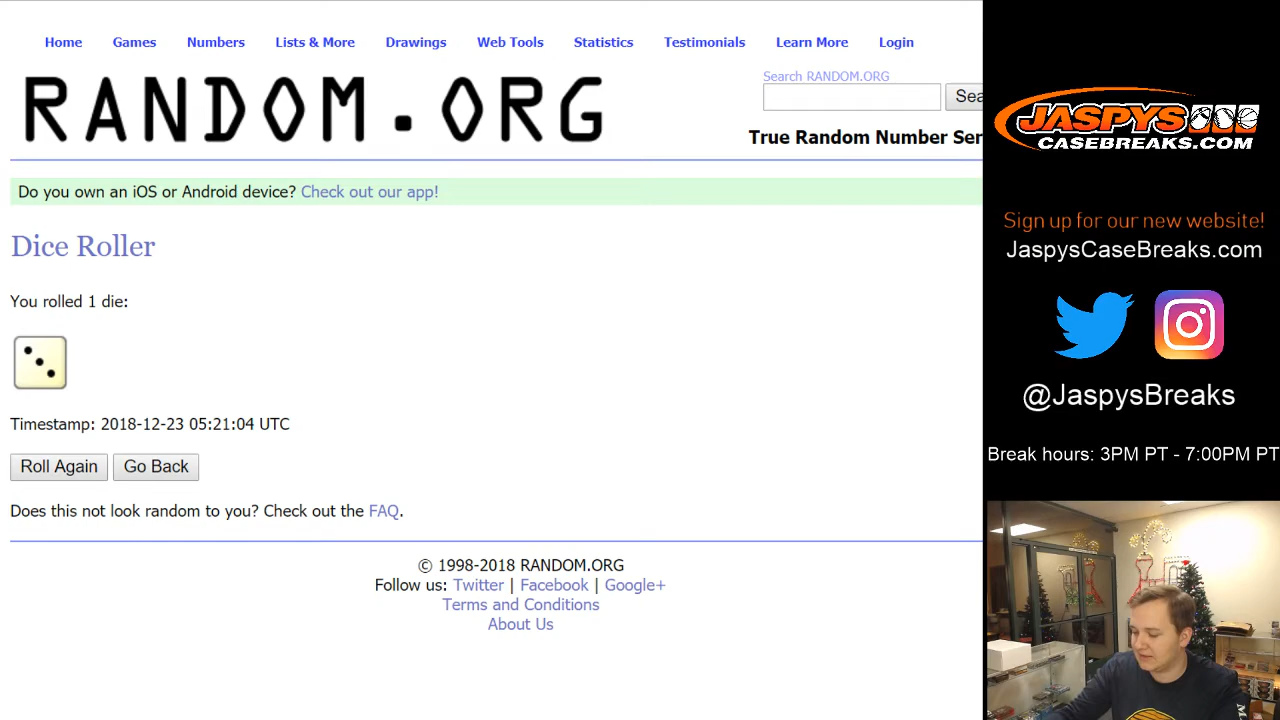 Home Games Numbers Lists & More Drawings Web Tools Statistics Testimonials Learn More Login
RANDOM.ORG
Search RANDOM.ORG
Sea
True Random Number Ser
Do you own an iOS or Android device? Check out our app!
Dice Roller
You rolled 1 die:
Timestamp: 2018-12-23 05:21:04 UTC
Roll Again Go Back
Does this not look random to you? Check out the FAQ.
© 1998-2018 RANDOM.ORG
Follow us: Twitter | Facebook | Google+
Terms and Conditions
About Us
JASPYS
CASEBREAKS.COM
Sign up for our new website!
JaspysCaseBreaks.com
@JaspysBreaks
Break hours: 3PM PT - 7:00PM PT